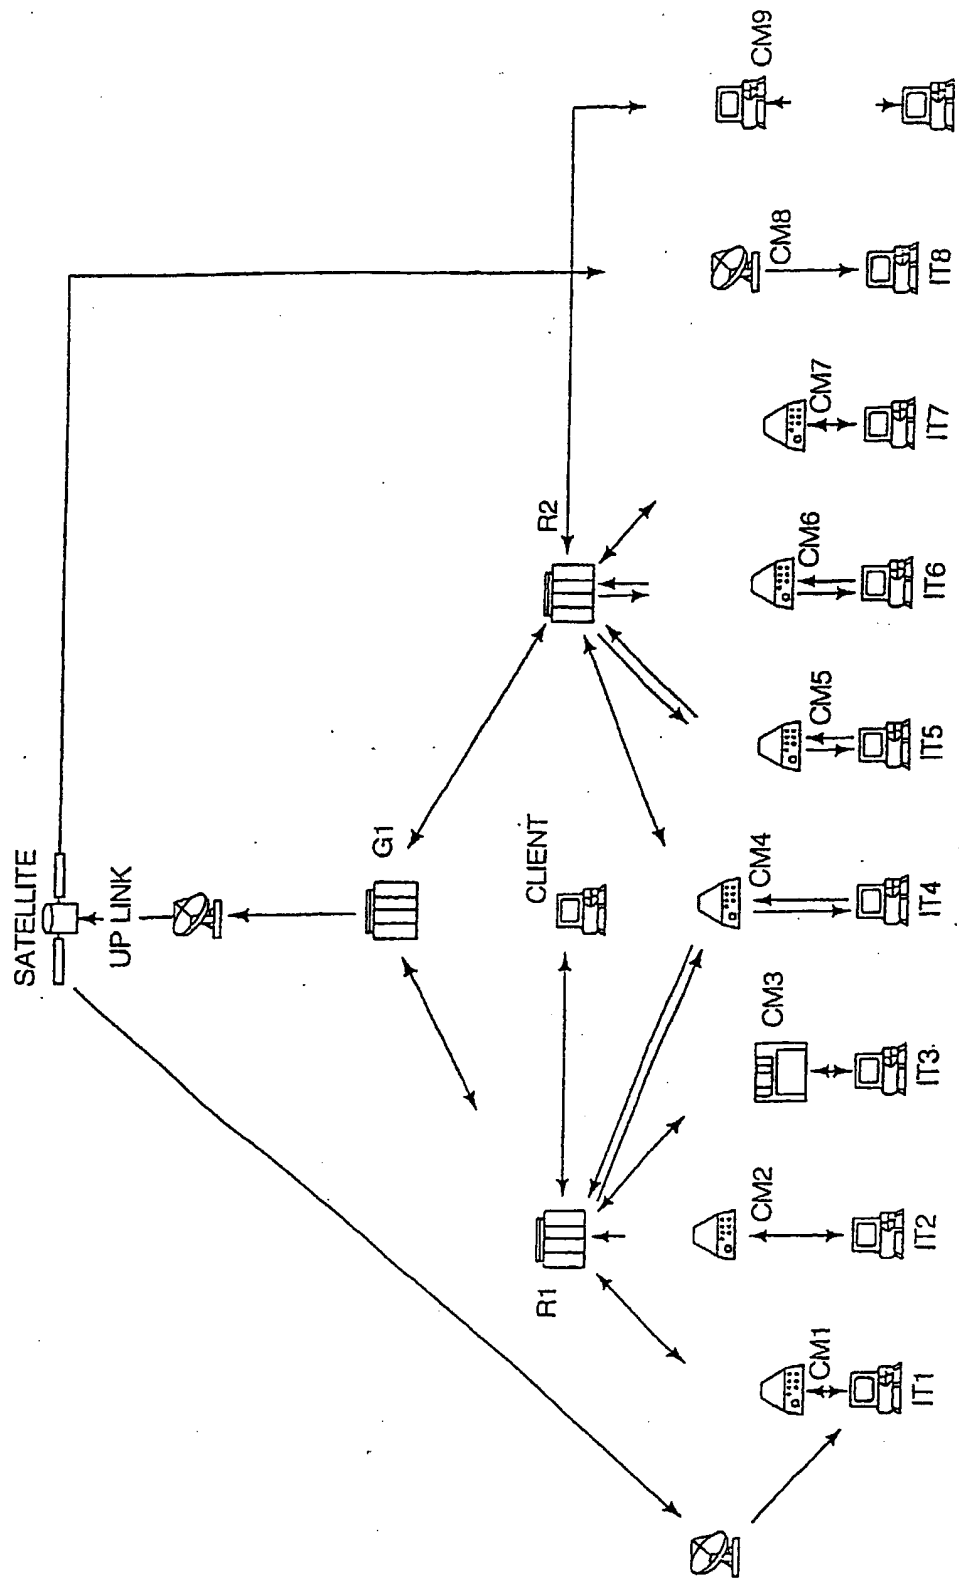 SATELLITE
UP LINK
G1
R1
CLIENT
R2
CM1
CM2
CM3
CM4
CM5
CM6
CM7
CM8
CM9
IT1
IT2
IT3
IT4
IT5
IT6
IT7
IT8